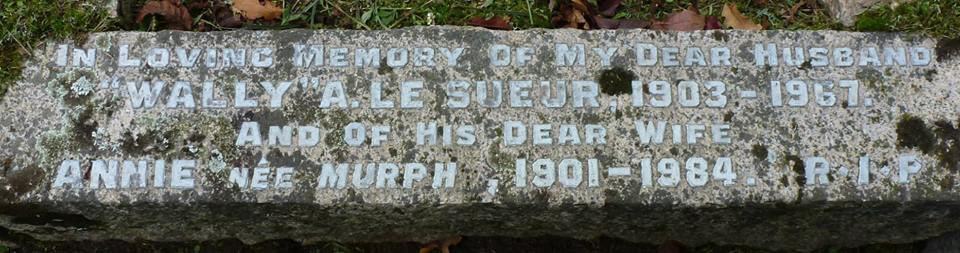 IN LOVING MEMORY OF MY DEAR HUSBAND
"WALLY" A. LE SUEUR, 1903-1967.
AND OF HIS DEAR WIFE
ANNIE NÉE MURPH, 1901-1984. R·I·P